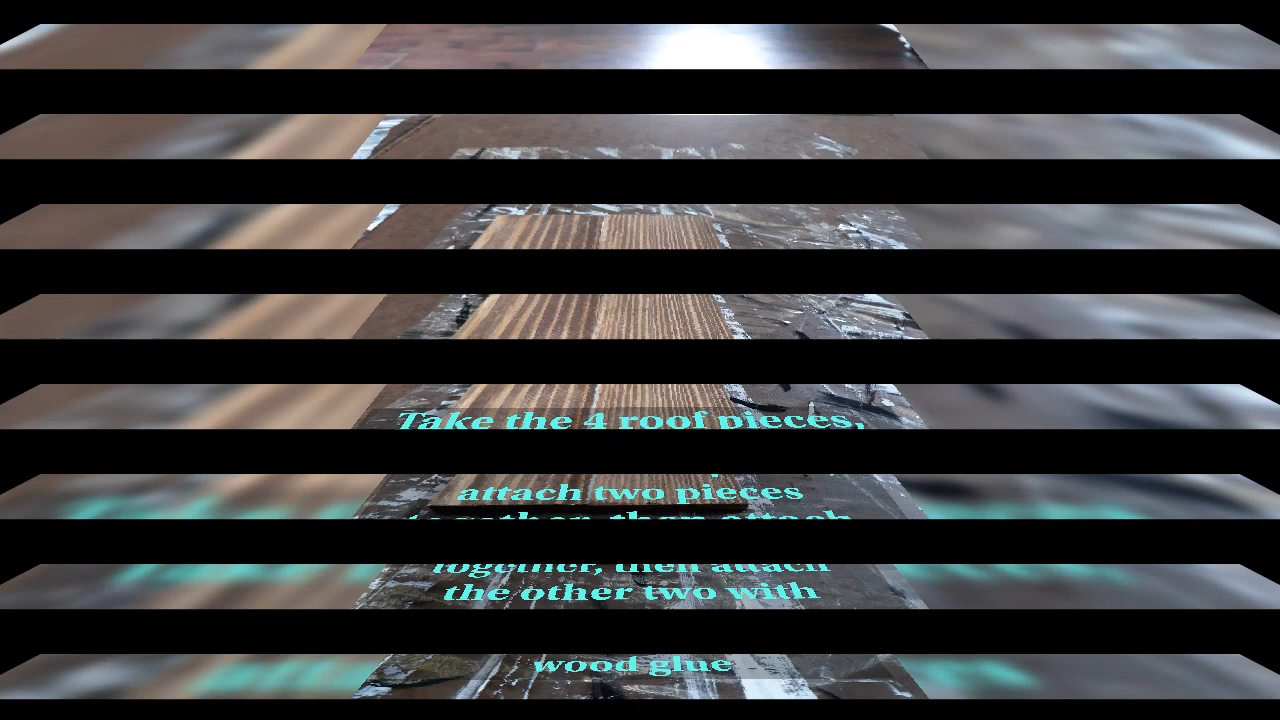 Take the 4 roof pieces,
attach two pieces
together, then attach
the other two with
wood glue